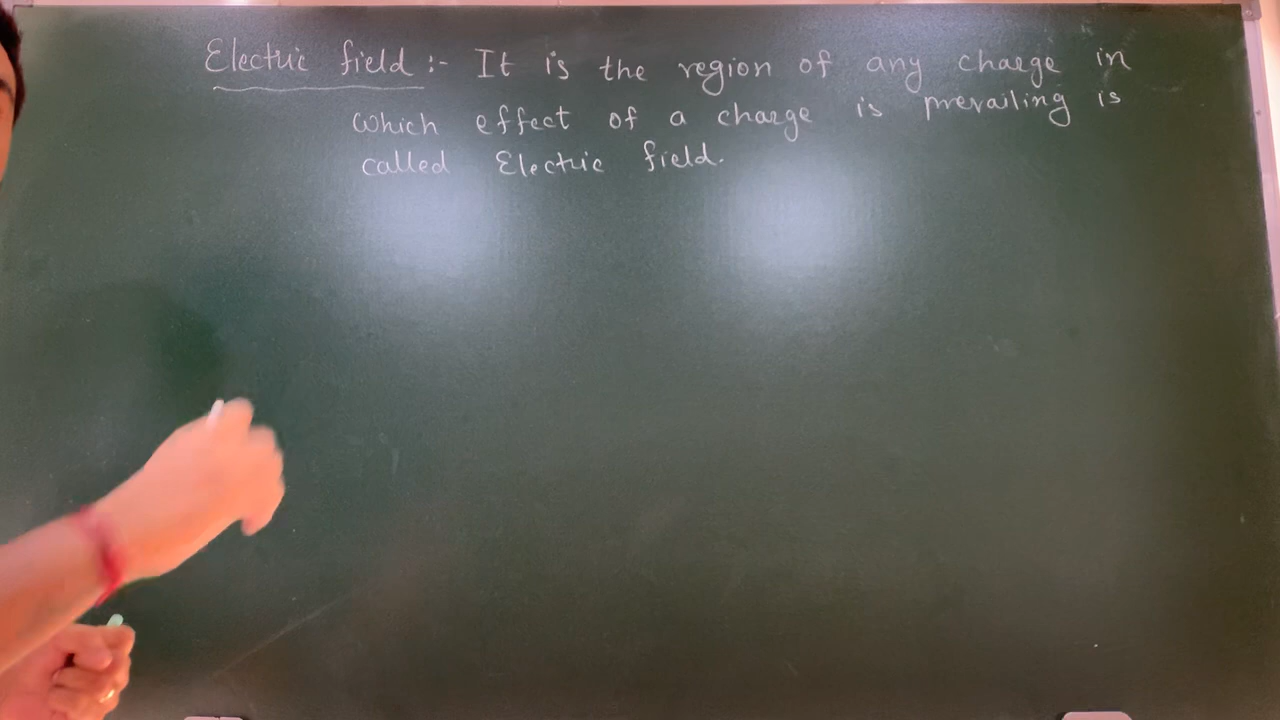 Electric field :- It is the region of any charge in
which effect of a charge is prevailing is
called Electric field.